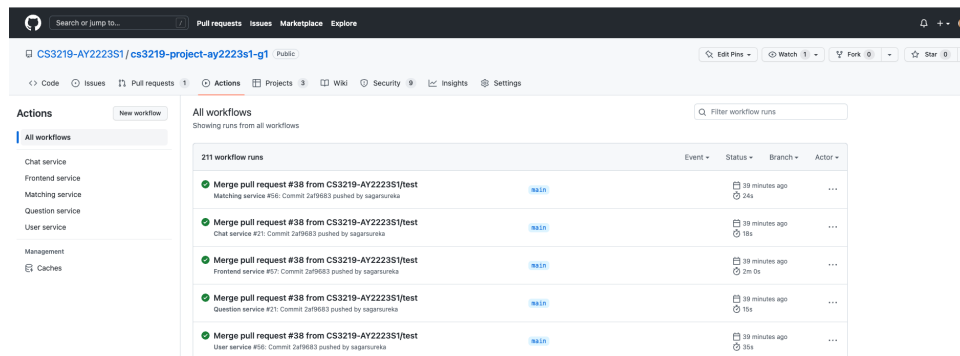 Search or jump to... /
Pull requests Issues Marketplace Explore
CS3219-AY2223S1 / cs3219-project-ay2223s1-g1 Public
Edit Pins Watch 1 Fork 0 Star 0
Code Issues Pull requests 1 Actions Projects 3 Wiki Security 9 Insights Settings
Actions
New workflow
All workflows
Chat service
Frontend service
Matching service
Question service
User service
Management
Caches
All workflows
Showing runs from all workflows
Filter workflow runs
211 workflow runs
Event Status Branch Actor
Merge pull request #38 from CS3219-AY2223S1/test
Matching service #56: Commit 2af9683 pushed by sagarsureka
main
39 minutes ago
24s
Merge pull request #38 from CS3219-AY2223S1/test
Chat service #21: Commit 2af9683 pushed by sagarsureka
main
39 minutes ago
18s
Merge pull request #38 from CS3219-AY2223S1/test
Frontend service #57: Commit 2af9683 pushed by sagarsureka
main
39 minutes ago
2m 0s
Merge pull request #38 from CS3219-AY2223S1/test
Question service #21: Commit 2af9683 pushed by sagarsureka
main
39 minutes ago
15s
Merge pull request #38 from CS3219-AY2223S1/test
User service #56: Commit 2af9683 pushed by sagarsureka
main
39 minutes ago
35s